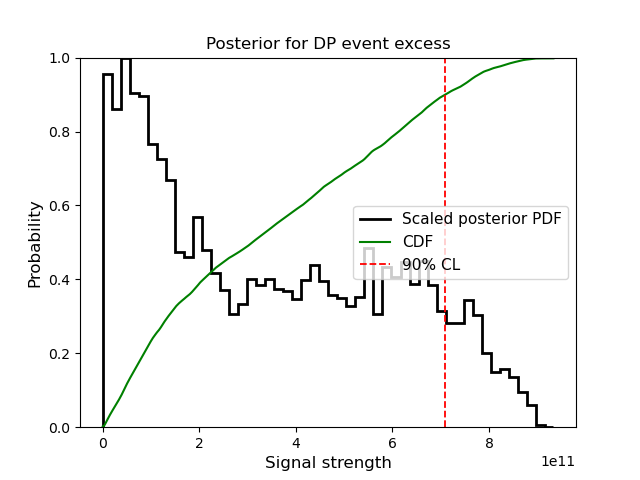 Posterior for DP event excess
Probability
1.0
0.8
0.6
0.4
0.2
0.0
Scaled posterior PDF
CDF
90% CL
0
2
4
6
8
1e11
Signal strength